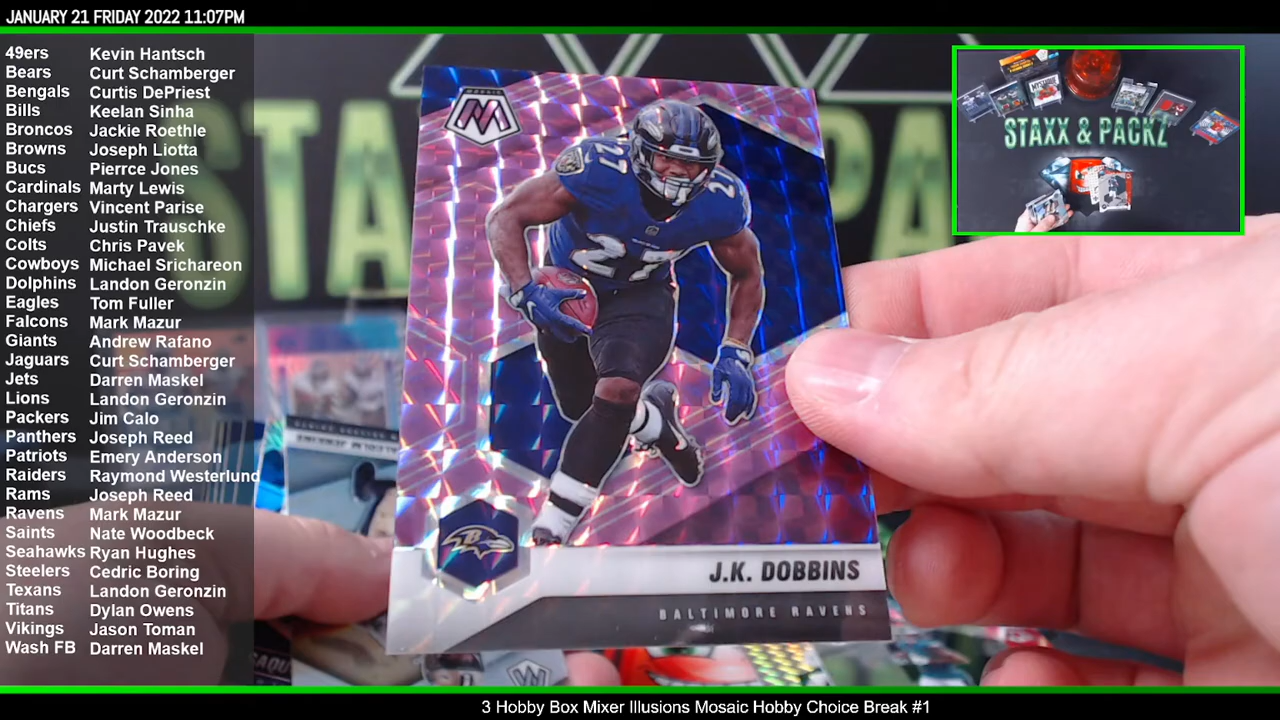 JANUARY 21 FRIDAY 2022 11:07PM
49ers Kevin Hantsch
Bears Curt Schamberger
Bengals Curtis DePriest
Bills Keelan Sinha
Broncos Jackie Roethle
Browns Joseph Liotta
Bucs Pierrce Jones
Cardinals Marty Lewis
Chargers Vincent Parise
Chiefs Justin Trauschke
Colts Chris Pavek
Cowboys Michael Srichareon
Dolphins Landon Geronzin
Eagles Tom Fuller
Falcons Mark Mazur
Giants Andrew Rafano
Jaguars Curt Schamberger
Jets Darren Maskel
Lions Landon Geronzin
Packers Jim Calo
Panthers Joseph Reed
Patriots Emery Anderson
Raiders Raymond Westerlund
Rams Joseph Reed
Ravens Mark Mazur
Saints Nate Woodbeck
Seahawks Ryan Hughes
Steelers Cedric Boring
Texans Landon Geronzin
Titans Dylan Owens
Vikings Jason Toman
Wash FB Darren Maskel
MOSAIC
M
27
27
27
B
J.K. DOBBINS
BALTIMORE RAVENS
STAXX & PACKZ
3 Hobby Box Mixer Illusions Mosaic Hobby Choice Break #1